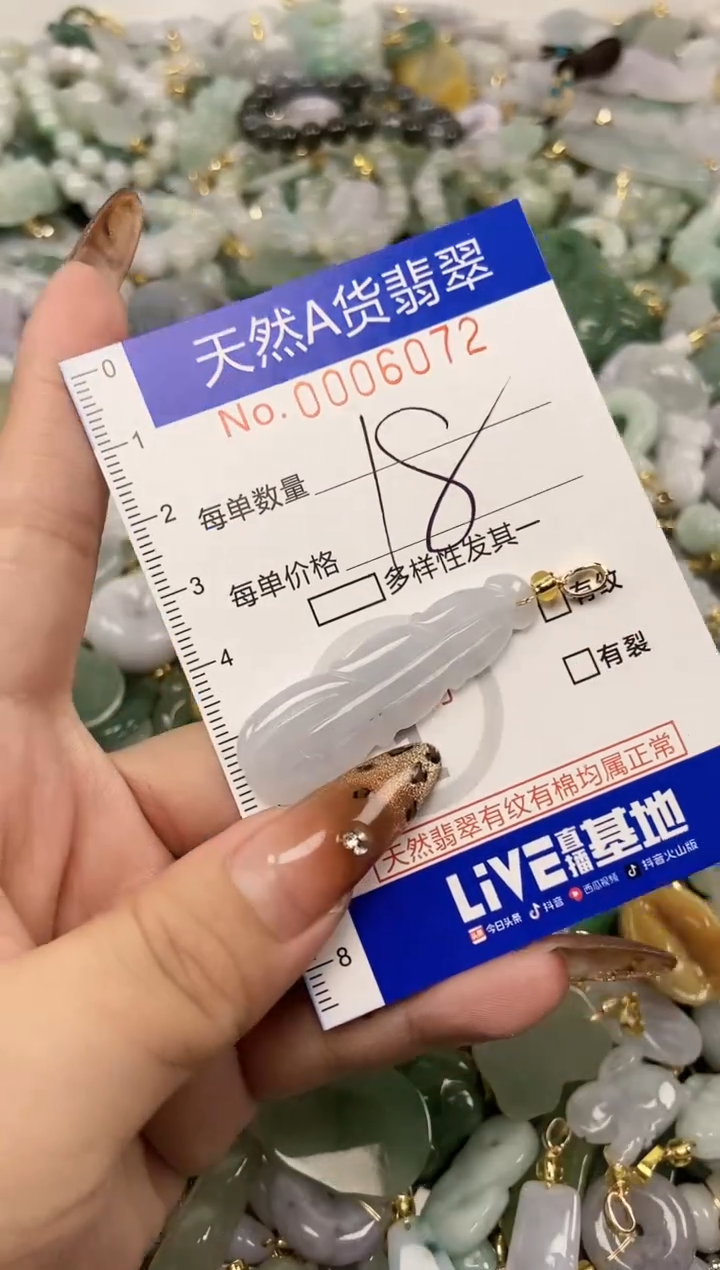 天然A货翡翠
No.0006072
0
1
每单数量
18
2
每单价格
3
多样性发其一
有纹
4
有裂
天然翡翠有纹有棉均属正常
LiVE直播基地
头条 今日头条 抖音 西瓜视频 抖音火山版
8